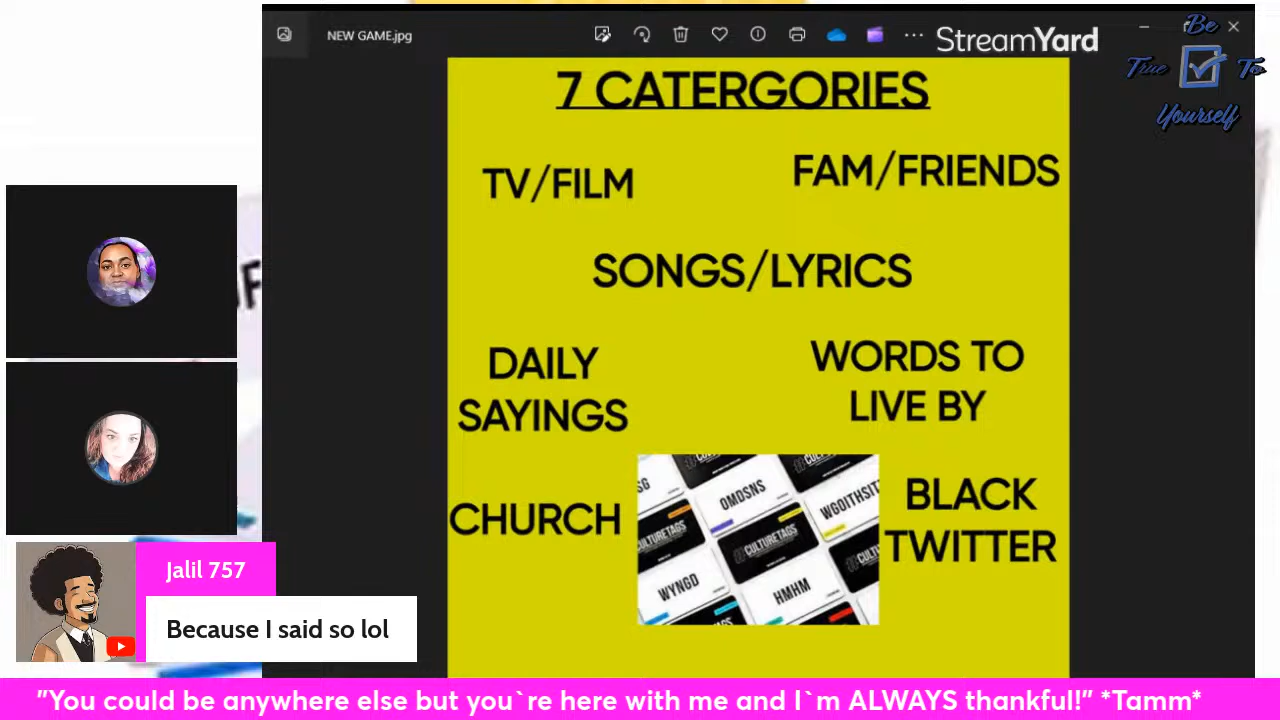 NEW GAME.jpg
StreamYard
Be
True To
Yourself
7 CATERGORIES
TV/FILM
FAM/FRIENDS
SONGS/LYRICS
DAILY
SAYINGS
WORDS TO
LIVE BY
CHURCH
BLACK
TWITTER
SG
OMDSNS
WGOITHSIT
CULTURETAGS
#CULTURETAGS
WYNGD
HMHM
Jalil 757
Because I said so lol
"You could be anywhere else but you`re here with me and I`m ALWAYS thankful!" *Tamm*